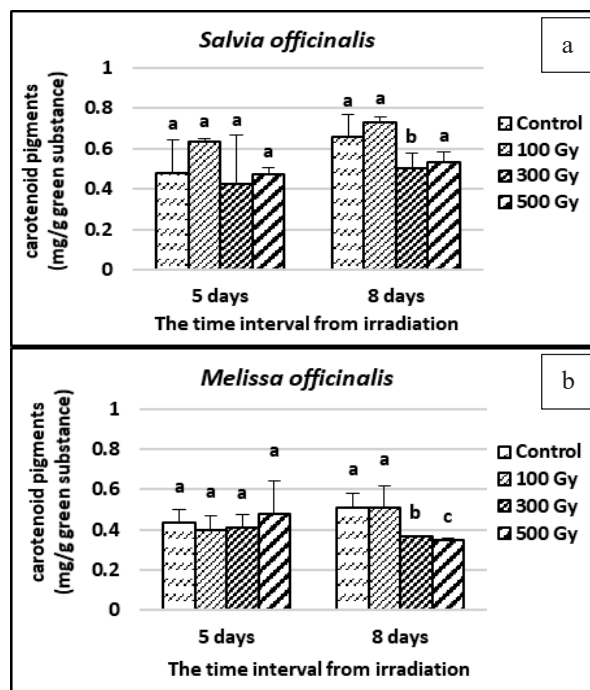 Salvia officinalis
a
carotenoid pigments
(mg/g green substance)
1
0.8
0.6
0.4
0.2
0
a a a a
a a b a
5 days 8 days
The time interval from irradiation
Control
100 Gy
300 Gy
500 Gy
Melissa officinalis
b
carotenoid pigments
(mg/g green substance)
1
0.8
0.6
0.4
0.2
0
a a a a
a a b c
5 days 8 days
The time interval from irradiation
Control
100 Gy
300 Gy
500 Gy